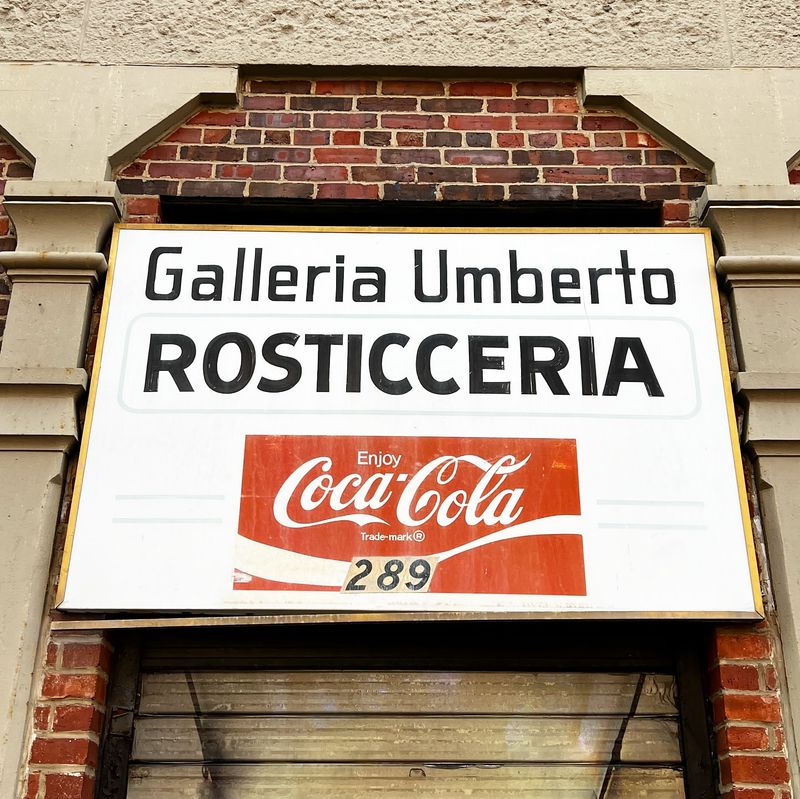 Galleria Umberto
ROSTICCERIA
Enjoy
Coca-Cola
Trade-mark®
289